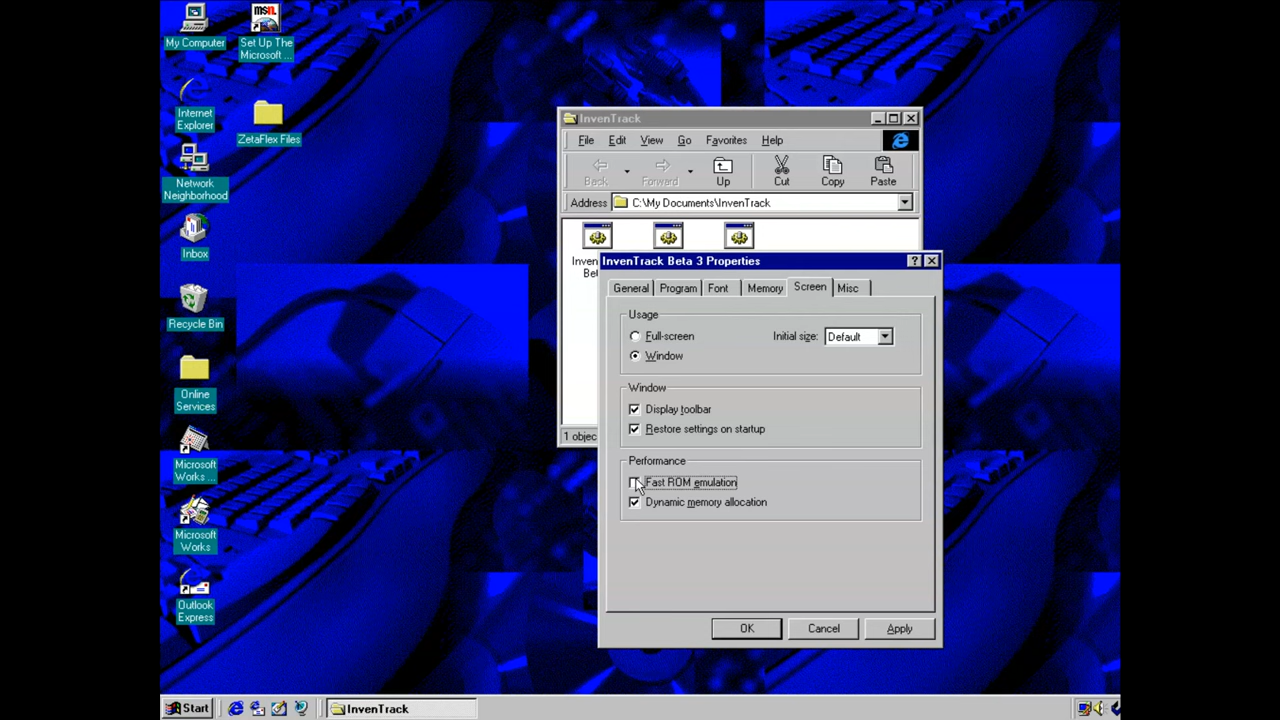 My Computer
Set Up The
Microsoft ...
Internet
Explorer
ZetaFlex Files
Network
Neighborhood
Inbox
Recycle Bin
Online
Services
Microsoft
Works ...
Microsoft
Works
Outlook
Express
InvenTrack
File Edit View Go Favorites Help
Back Forward Up Cut Copy Paste
Address C:\My Documents\InvenTrack
1 objec
InvenTrack Beta 3 Properties
General Program Font Memory Screen Misc
Usage
Full-screen Initial size: Default
Window
Window
Display toolbar
Restore settings on startup
Performance
Fast ROM emulation
Dynamic memory allocation
OK Cancel Apply
Start InvenTrack